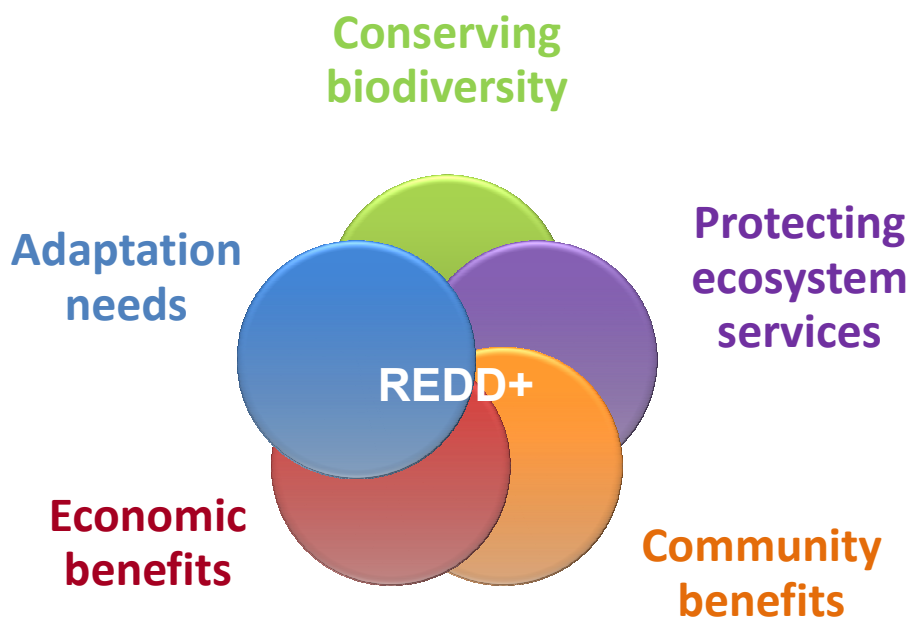 Conserving
biodiversity
Adaptation
needs
Protecting
ecosystem
services
REDD+
Economic
benefits
Community
benefits